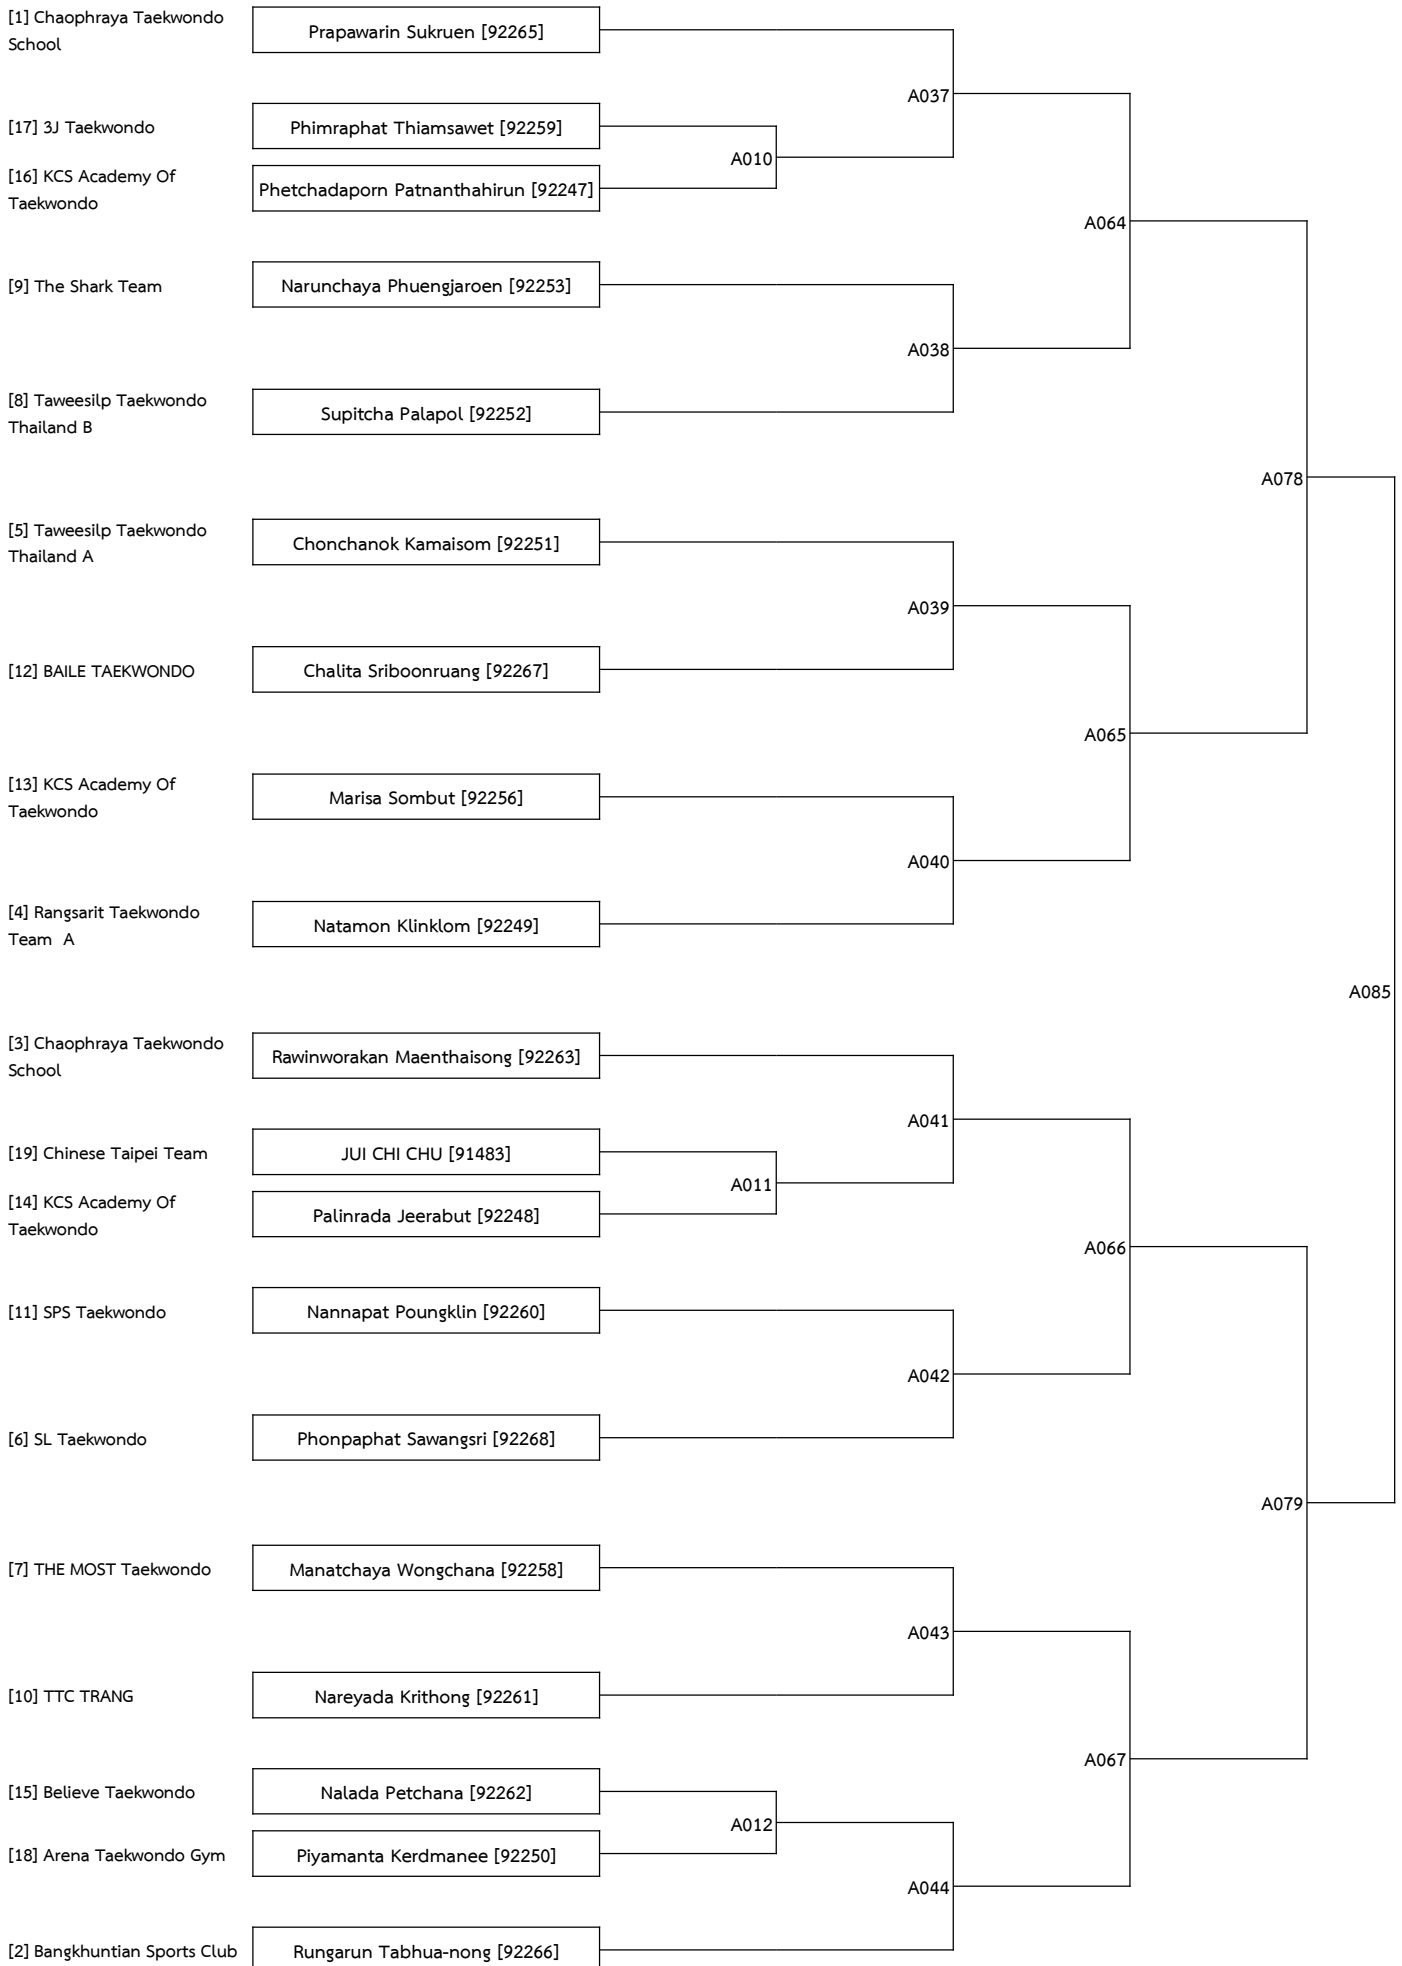 [1] Chaophraya Taekwondo
School
Prapawarin Sukruen [92265]
A037
[17] 3J Taekwondo
Phimraphat Thiamsawet [92259]
A010
[16] KCS Academy Of
Taekwondo
Phetchadaporn Patnanthahirun [92247]
A064
[9] The Shark Team
Narunchaya Phuengjaroen [92253]
A038
[8] Taweesilp Taekwondo
Thailand B
Supitcha Palapol [92252]
A078
[5] Taweesilp Taekwondo
Thailand A
Chonchanok Kamaisom [92251]
A039
[12] BAILE TAEKWONDO
Chalita Sriboonruang [92267]
A065
[13] KCS Academy Of
Taekwondo
Marisa Sombut [92256]
A040
[4] Rangsarit Taekwondo
Team A
Natamon Klinklom [92249]
A085
[3] Chaophraya Taekwondo
School
Rawinworakan Maenthaisong [92263]
A041
[19] Chinese Taipei Team
JUI CHI CHU [91483]
A011
[14] KCS Academy Of
Taekwondo
Palinrada Jeerabut [92248]
A066
[11] SPS Taekwondo
Nannapat Poungklin [92260]
A042
[6] SL Taekwondo
Phonpaphat Sawangsri [92268]
A079
[7] THE MOST Taekwondo
Manatchaya Wongchana [92258]
A043
[10] TTC TRANG
Nareyada Krithong [92261]
A067
[15] Believe Taekwondo
Nalada Petchana [92262]
A012
[18] Arena Taekwondo Gym
Piyamanta Kerdmanee [92250]
A044
[2] Bangkhuntian Sports Club
Rungarun Tabhua-nong [92266]